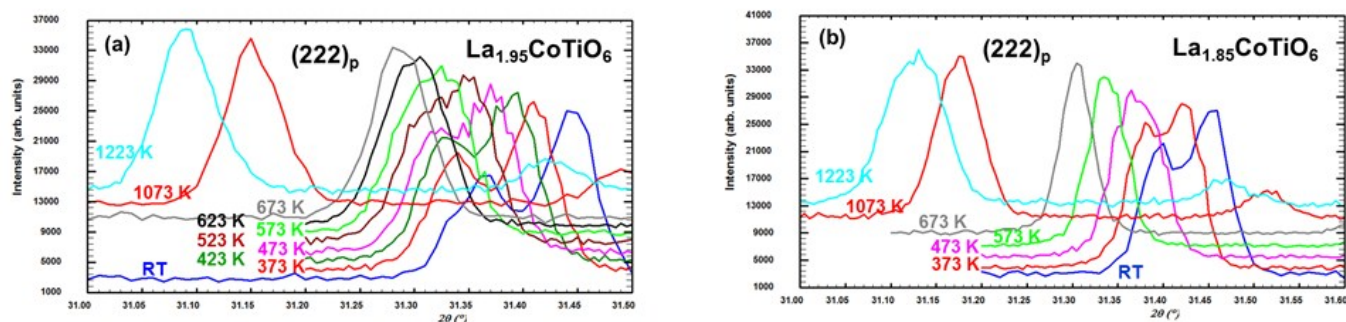 (a)
(222)p
La1.95CoTiO6
Intensity (arb. units)
37000
33000
29000
25000
21000
17000
13000
9000
5000
1000
1223 K
1073 K
673 K
623 K
573 K
523 K
473 K
423 K
373 K
RT
31.00
31.05
31.10
31.15
31.20
31.25
31.30
31.35
31.40
31.45
31.50
2θ (°)
(b)
(222)p
La1.85CoTiO6
Intensity (arb. units)
41000
37000
33000
29000
25000
21000
17000
13000
9000
5000
1000
1223 K
1073 K
673 K
573 K
473 K
373 K
RT
31.00
31.05
31.10
31.15
31.20
31.25
31.30
31.35
31.40
31.45
31.50
31.55
31.60
2θ (°)